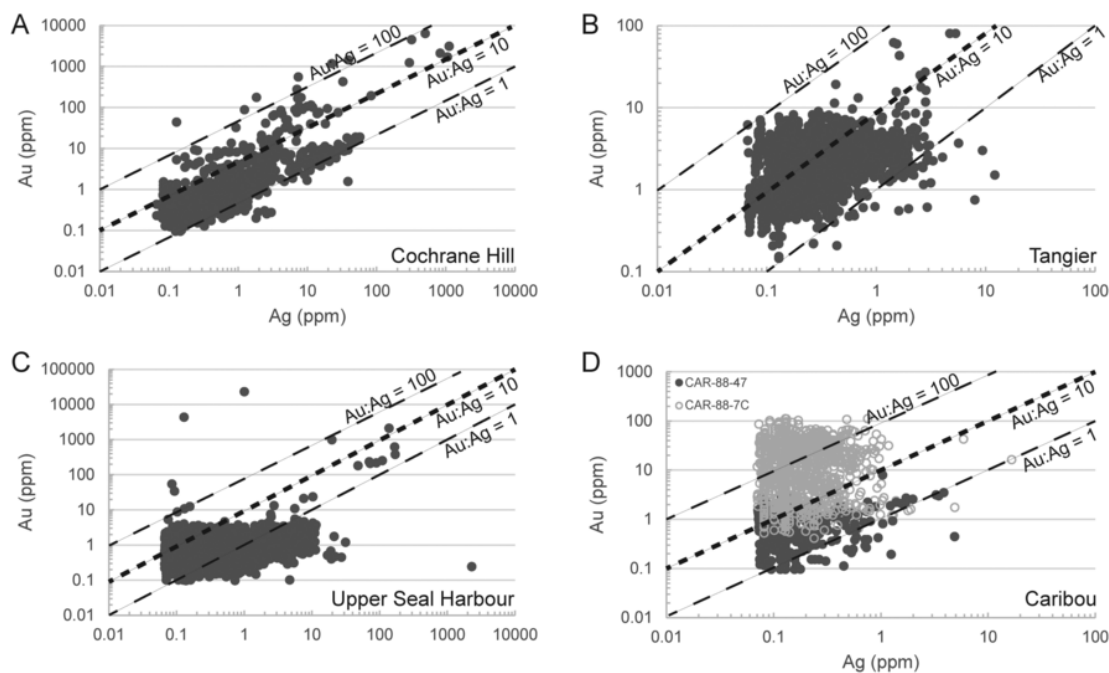 A
10000
1000
100
10
1
0.1
0.01
Au (ppm)
Au:Ag = 100
Au:Ag = 10
Au:Ag = 1
Cochrane Hill
0.01 0.1 1 10 100 1000 10000
Ag (ppm)
B
100
10
1
0.1
Au (ppm)
Au:Ag = 100
Au:Ag = 10
Au:Ag = 1
Tangier
0.01 0.1 1 10 100
Ag (ppm)
C
100000
10000
1000
100
10
1
0.1
0.01
Au (ppm)
Au:Ag = 100
Au:Ag = 10
Au:Ag = 1
Upper Seal Harbour
0.01 0.1 1 10 100 1000 10000
D
1000
100
10
1
0.1
0.01
Au (ppm)
CAR-88-47
CAR-88-7C
Au:Ag = 100
Au:Ag = 10
Au:Ag = 1
Caribou
0.01 0.1 1 10 100
Ag (ppm)